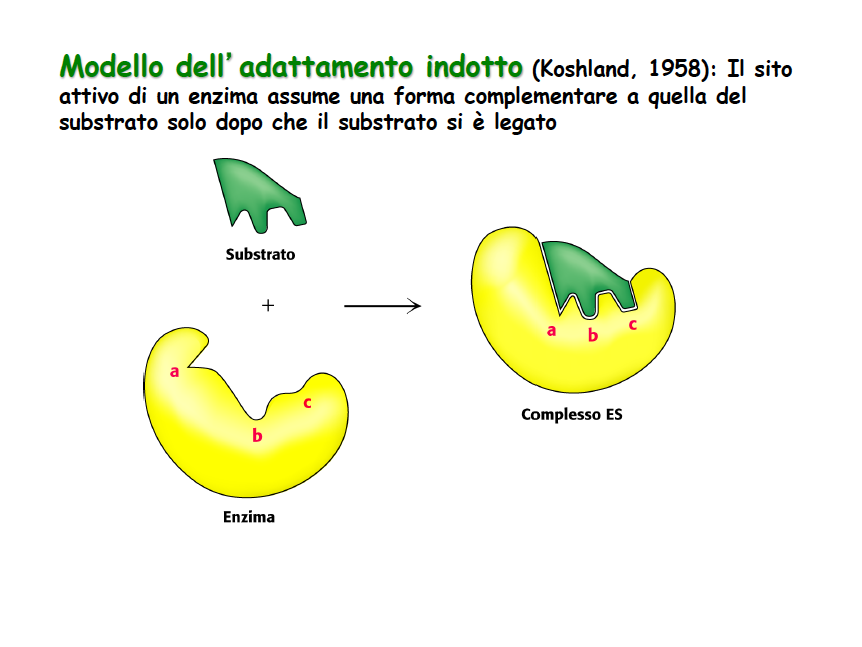 Modello dell’adattamento indotto (Koshland, 1958): Il sito
attivo di un enzima assume una forma complementare a quella del
substrato solo dopo che il substrato si è legato
Substrato
+
a
b
c
Enzima
a
b
c
Complesso ES